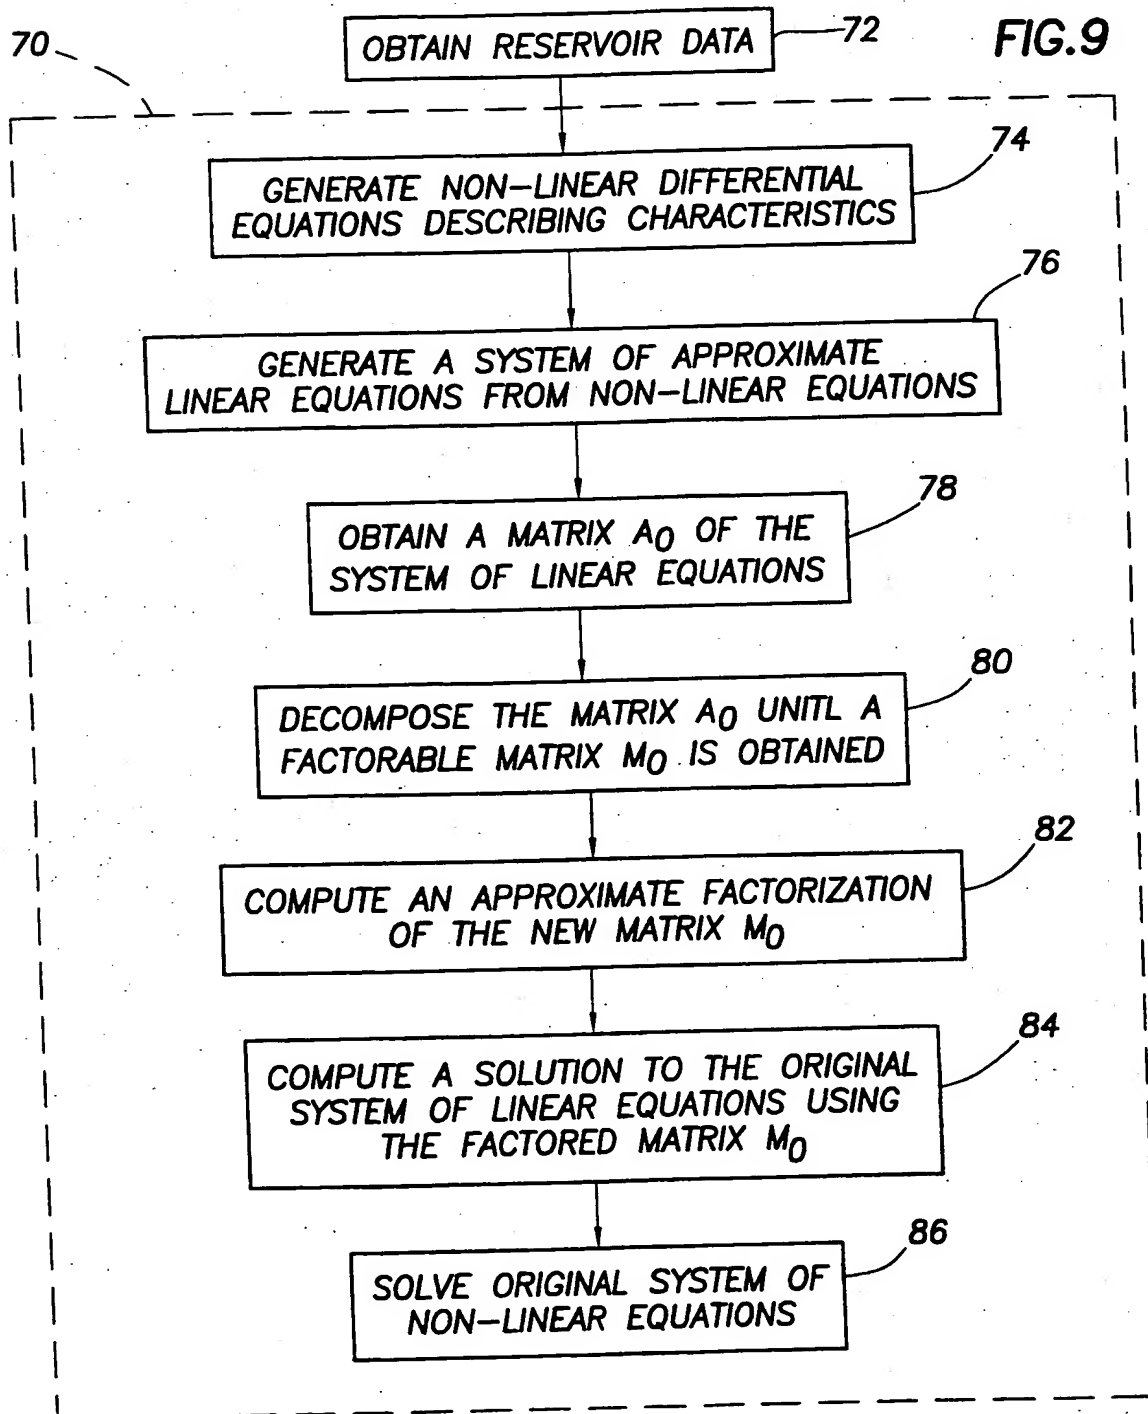 70
OBTAIN RESERVOIR DATA
72
FIG.9
74
GENERATE NON-LINEAR DIFFERENTIAL
EQUATIONS DESCRIBING CHARACTERISTICS
76
GENERATE A SYSTEM OF APPROXIMATE
LINEAR EQUATIONS FROM NON-LINEAR EQUATIONS
78
OBTAIN A MATRIX A0 OF THE
SYSTEM OF LINEAR EQUATIONS
80
DECOMPOSE THE MATRIX A0 UNITL A
FACTORABLE MATRIX M0 IS OBTAINED
82
COMPUTE AN APPROXIMATE FACTORIZATION
OF THE NEW MATRIX M0
84
COMPUTE A SOLUTION TO THE ORIGINAL
SYSTEM OF LINEAR EQUATIONS USING
THE FACTORED MATRIX M0
86
SOLVE ORIGINAL SYSTEM OF
NON-LINEAR EQUATIONS